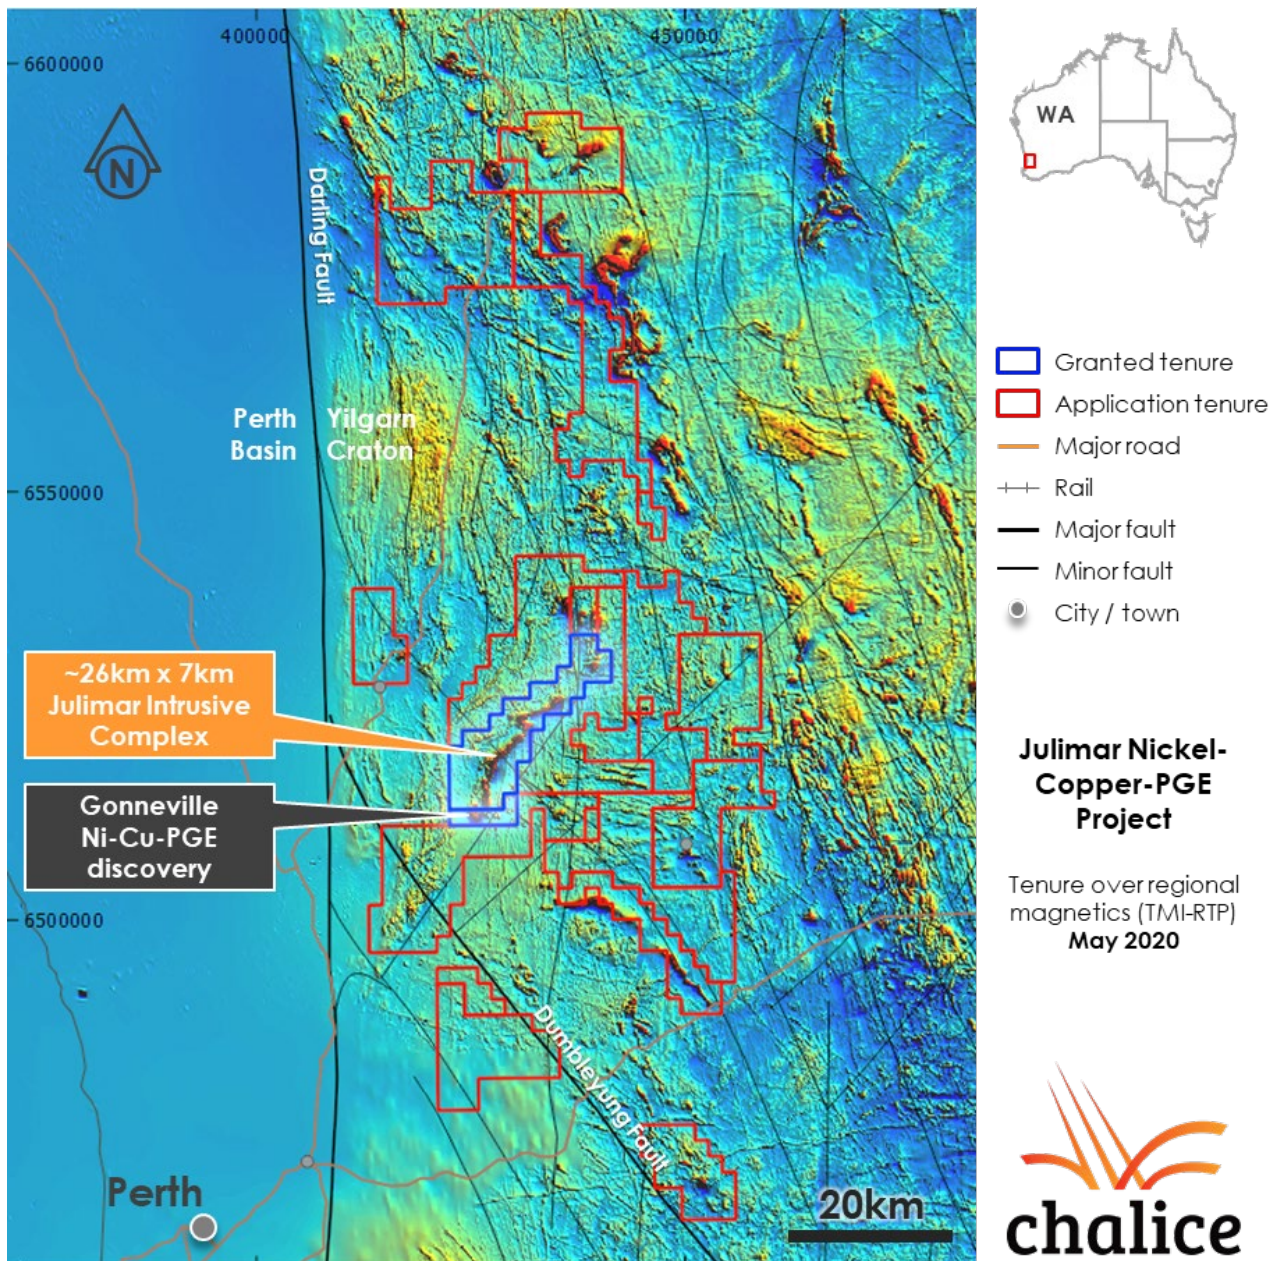 400000
450000
6600000
N
Darling Fault
Perth Yilgarn
Basin Craton
6550000
~26km x 7km
Julimar Intrusive
Complex
Gonneville
Ni-Cu-PGE
discovery
6500000
Dumbleyung Fault
Perth
20km
WA
Granted tenure
Application tenure
Major road
Rail
Major fault
Minor fault
City / town
Julimar Nickel-
Copper-PGE
Project
Tenure over regional
magnetics (TMI-RTP)
May 2020
chalice